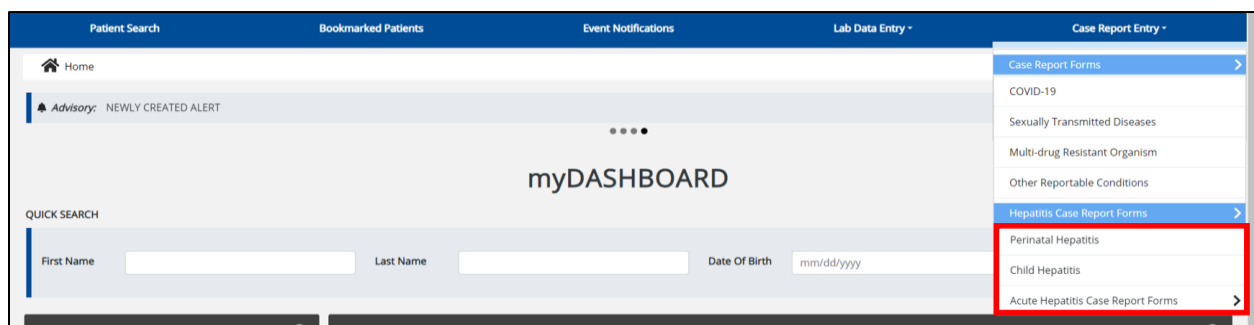 Patient Search
Bookmarked Patients
Event Notifications
Lab Data Entry
Case Report Entry
Home
Case Report Forms
COVID-19
Advisory: NEWLY CREATED ALERT
Sexually Transmitted Diseases
Multi-drug Resistant Organism
myDASHBOARD
Other Reportable Conditions
QUICK SEARCH
Hepatitis Case Report Forms
Perinatal Hepatitis
First Name
Last Name
Date Of Birth
mm/dd/yyyy
Child Hepatitis
Acute Hepatitis Case Report Forms